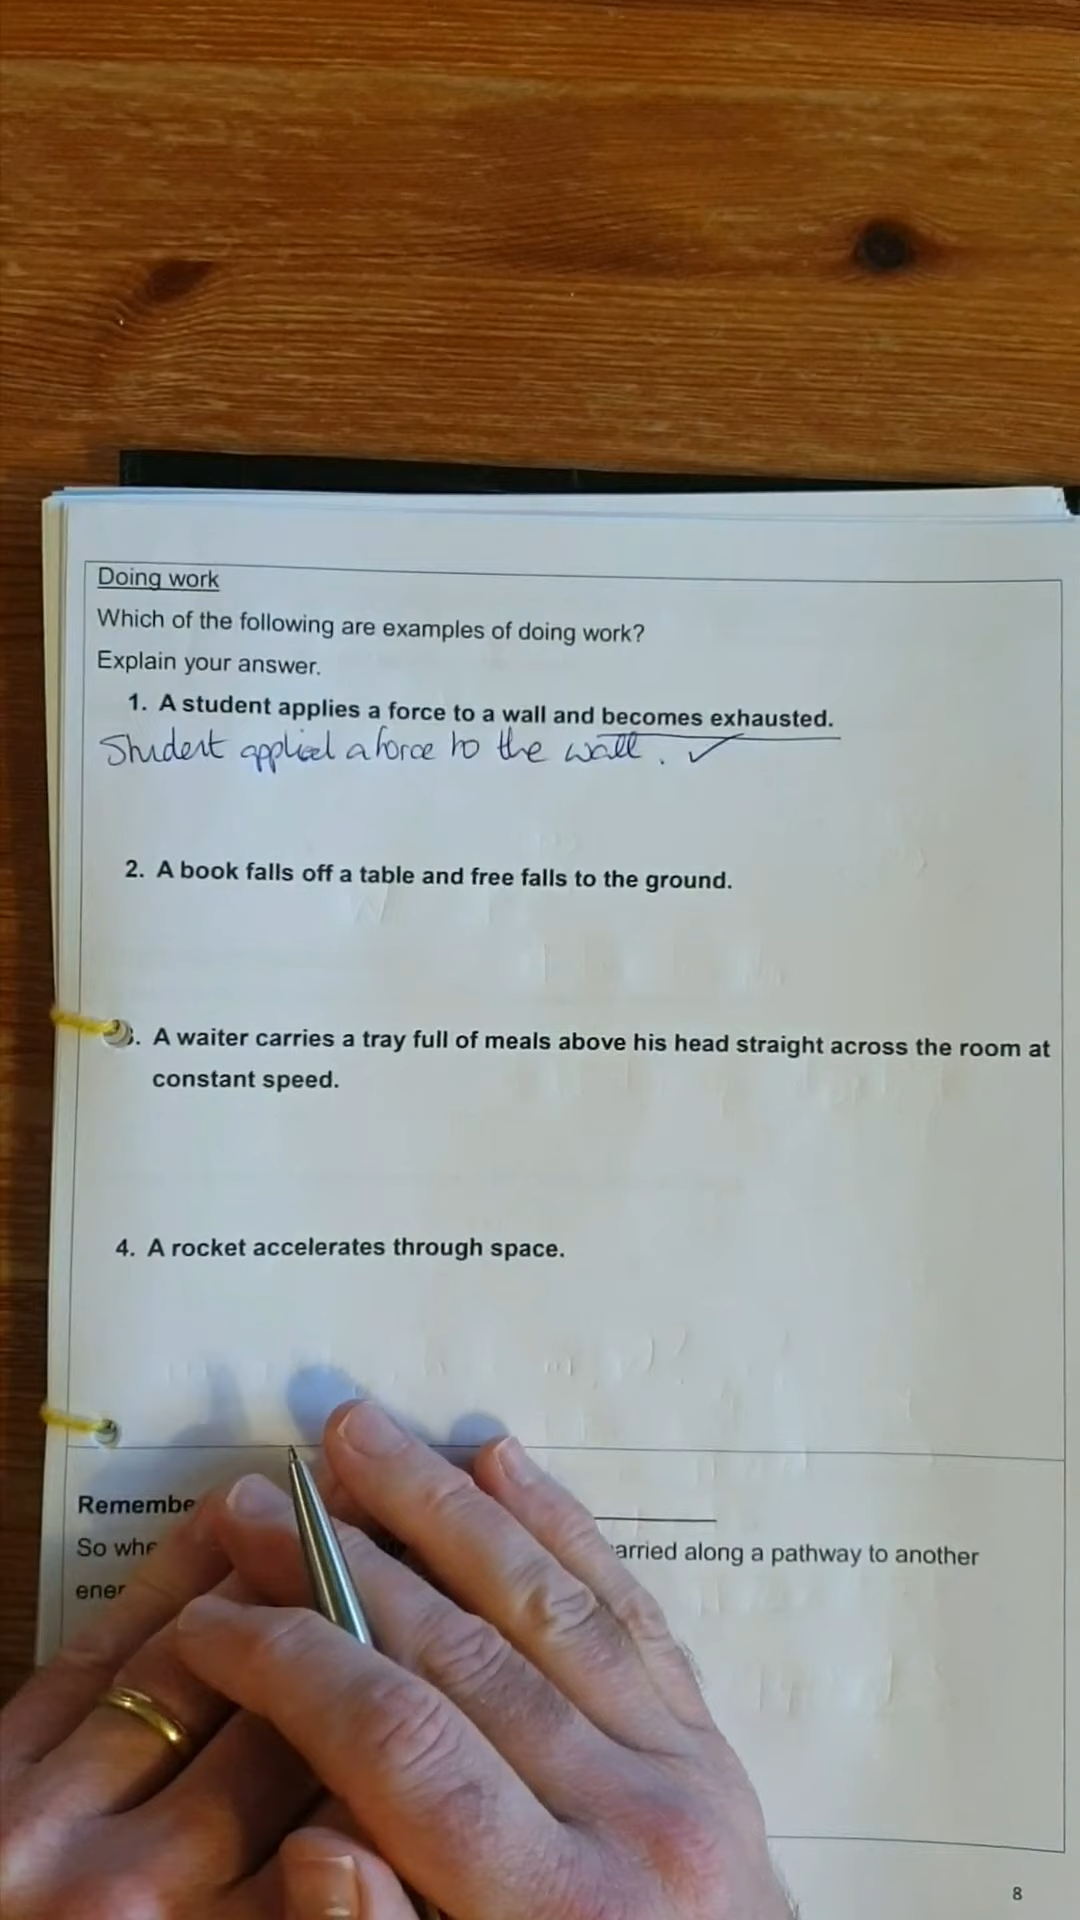 Doing work
Which of the following are examples of doing work?
Explain your answer.
1. A student applies a force to a wall and becomes exhausted.
Student applied a force to the wall. ✓
2. A book falls off a table and free falls to the ground.
. A waiter carries a tray full of meals above his head straight across the room at
constant speed.
4. A rocket accelerates through space.
Remembe
So whe arried along a pathway to another
ener
8